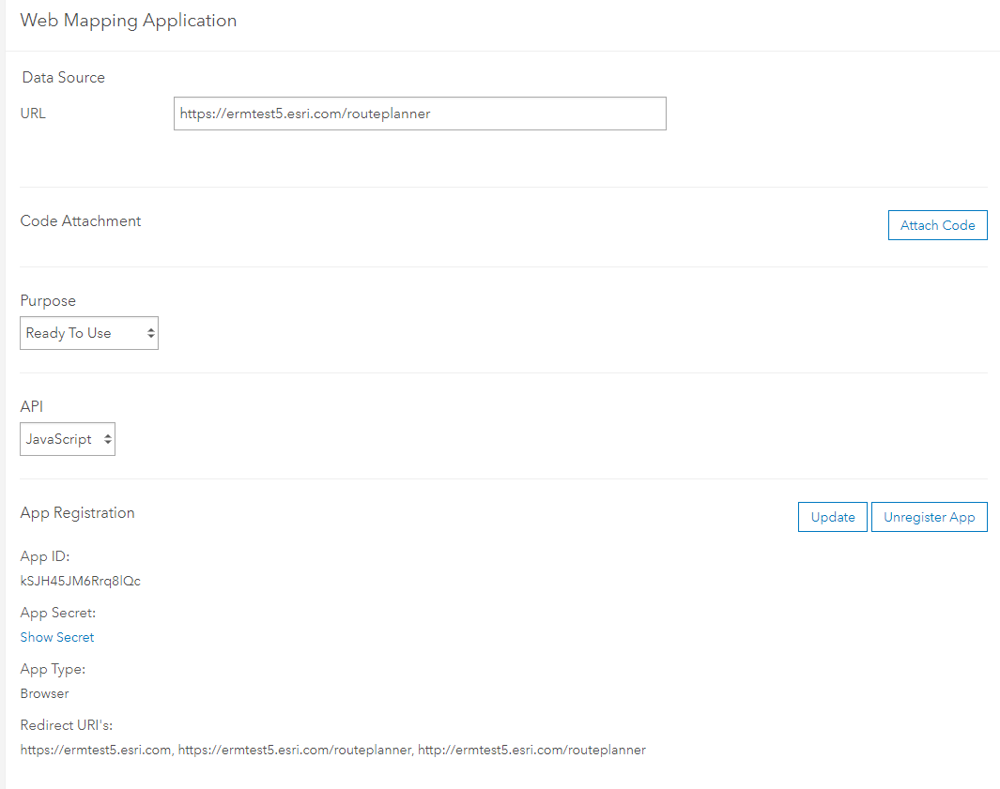 Web Mapping Application
Data Source
URL
https://ermtest5.esri.com/routeplanner
Code Attachment
Attach Code
Purpose
Ready To Use
API
JavaScript
App Registration
Update
Unregister App
App ID:
kSJH45JM6Rrq8lQc
App Secret:
Show Secret
App Type:
Browser
Redirect URI's:
https://ermtest5.esri.com, https://ermtest5.esri.com/routeplanner, http://ermtest5.esri.com/routeplanner